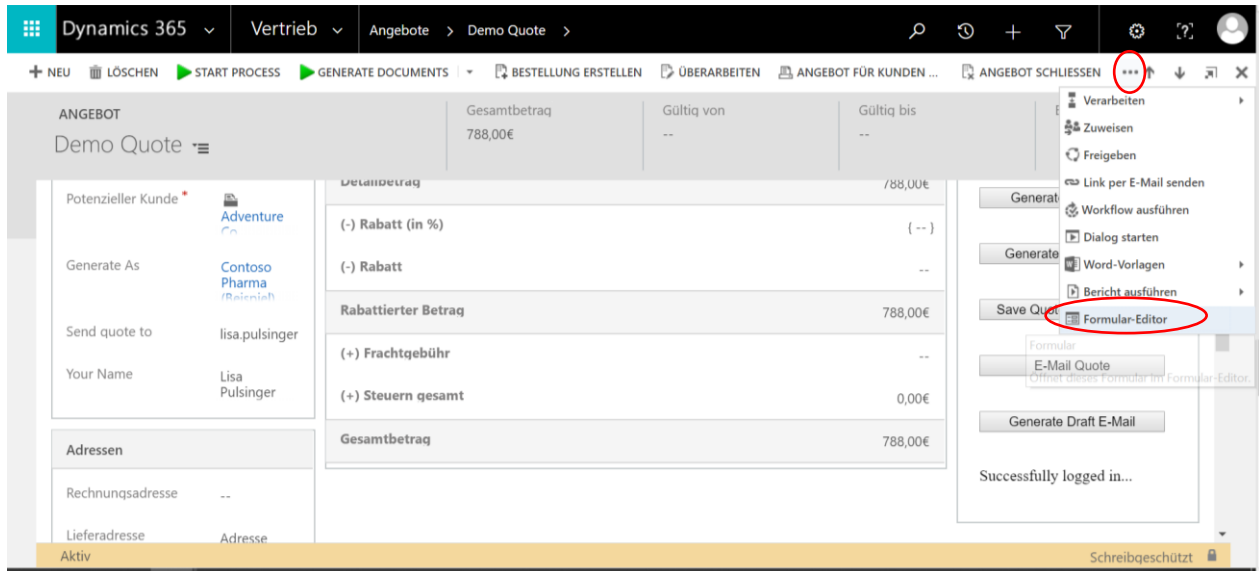 Dynamics 365 Vertrieb Angebote > Demo Quote >
NEU LÖSCHEN START PROCESS GENERATE DOCUMENTS BESTELLUNG ERSTELLEN ÜBERARBEITEN ANGEBOT FÜR KUNDEN ... ANGEBOT SCHLIESSEN ...
ANGEBOT
Demo Quote
Gesamtbetrag
788,00€
Gültig von
--
Gültig bis
--
Verarbeiten
Zuweisen
Freigeben
Link per E-Mail senden
Workflow ausführen
Dialog starten
Word-Vorlagen
Bericht ausführen
Formular-Editor
Formular
Öffnet dieses Formular im Formular-Editor.
Potenzieller Kunde*
Adventure
Generate As
Contoso
Pharma
(Beispiel)
Send quote to
lisa.pulsinger
Your Name
Lisa
Pulsinger
Adressen
Rechnungsadresse
--
Lieferadresse
Adresse
Detailbetrag
788,00€
(-) Rabatt (in %)
{ -- }
(-) Rabatt
--
Rabattierter Betrag
788,00€
(+) Frachtgebühr
--
(+) Steuern gesamt
0,00€
Gesamtbetrag
788,00€
E-Mail Quote
Generate Draft E-Mail
Successfully logged in...
Aktiv
Schreibgeschützt